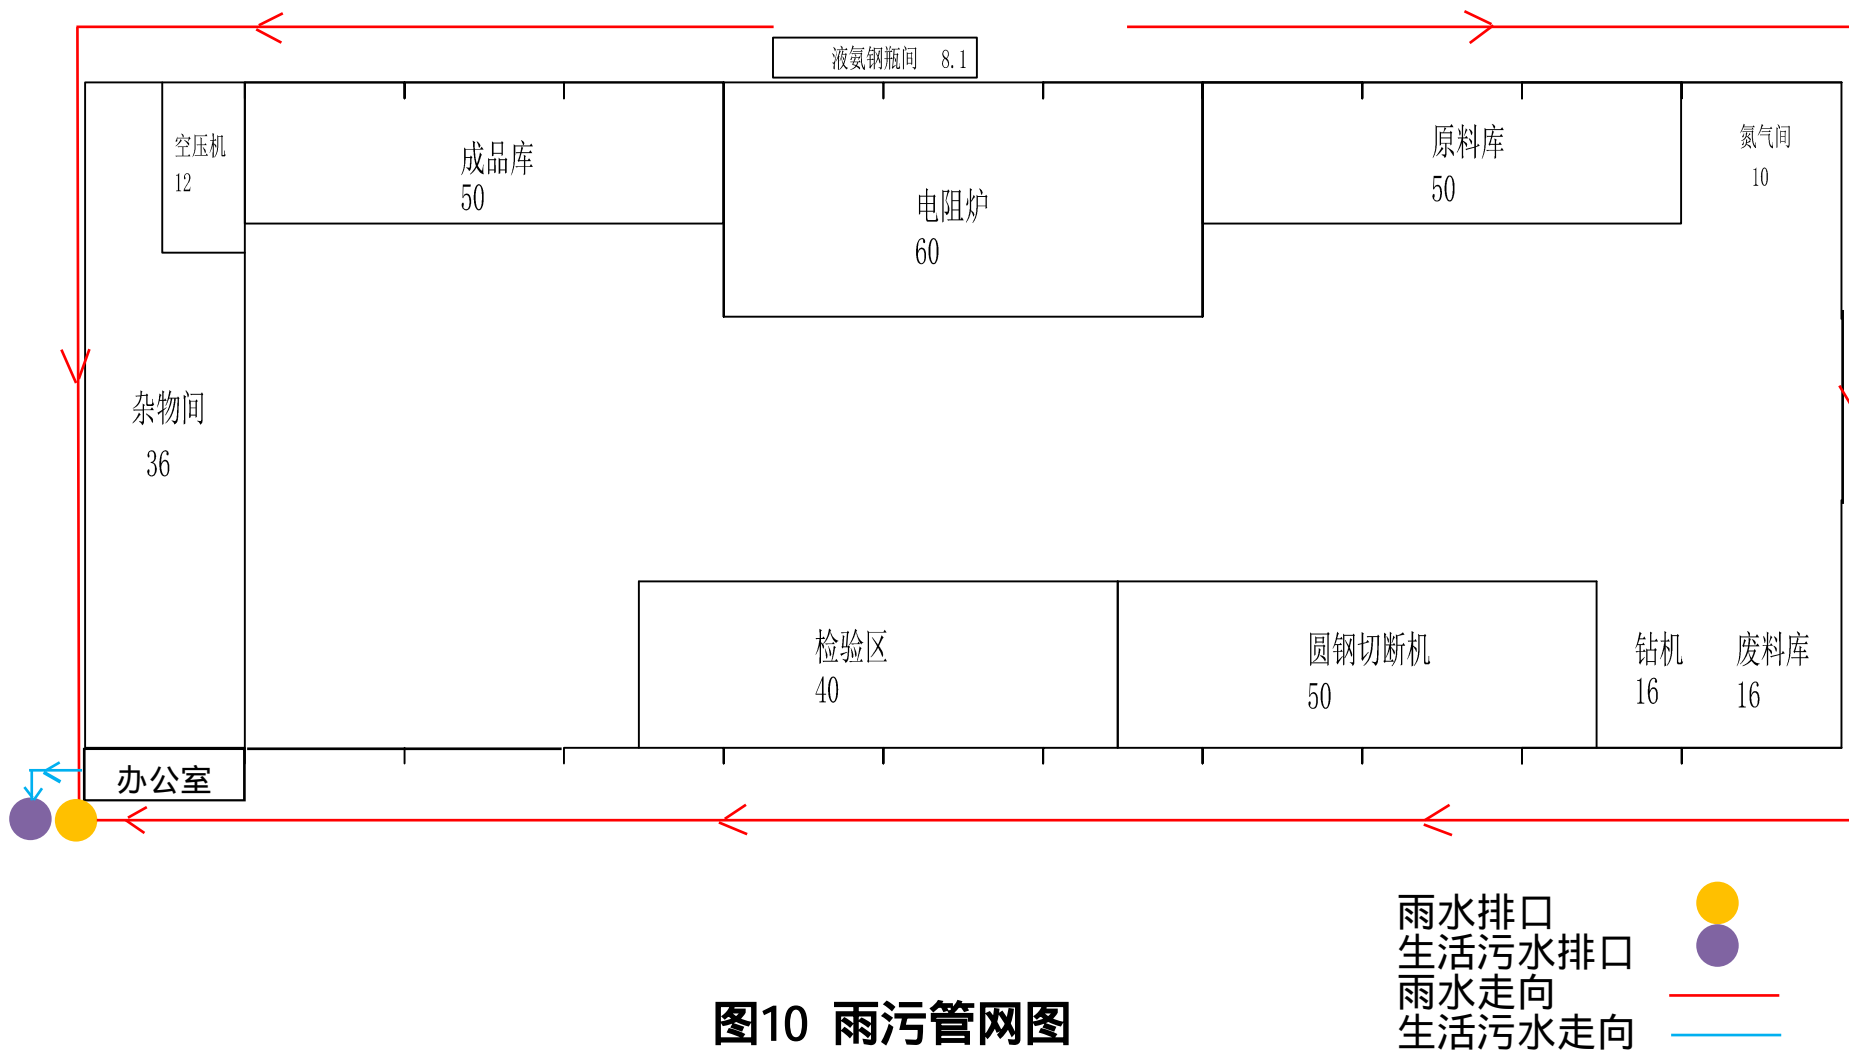 液氨钢瓶间 8.1
空压机
12
成品库
50
电阻炉
60
原料库
50
氮气间
10
杂物间
36
检验区
40
圆钢切断机
50
钻机
16
废料库
16
办公室
雨水排口
生活污水排口
雨水走向
生活污水走向
图10 雨污管网图